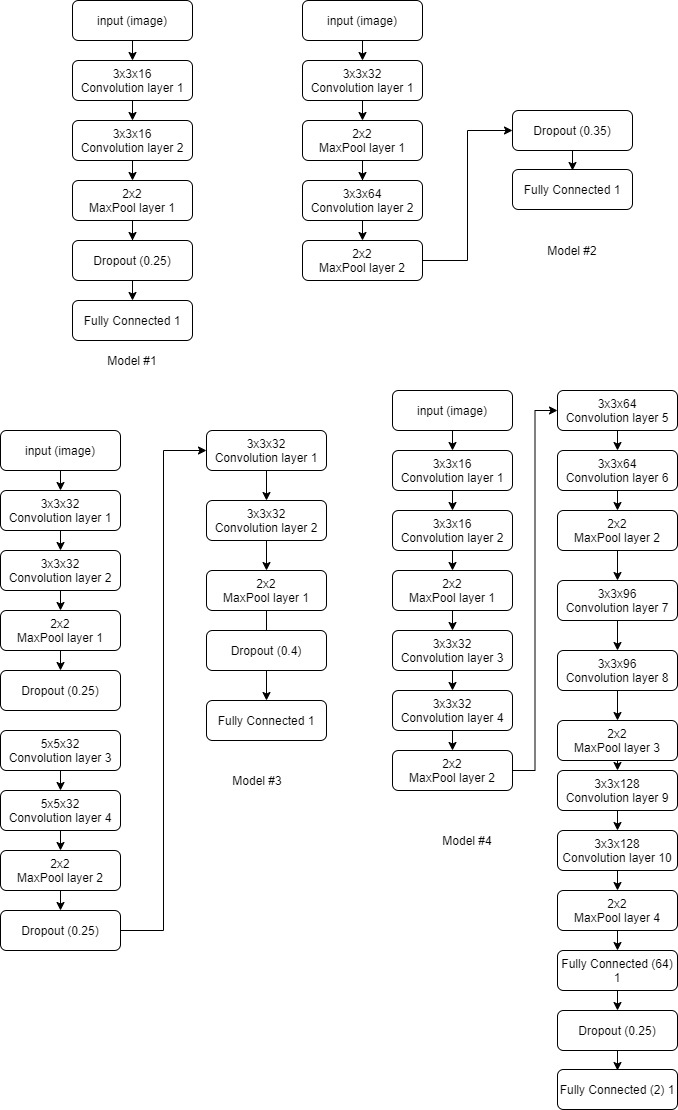 input (image)
3x3x16
Convolution layer 1
3x3x16
Convolution layer 2
2x2
MaxPool layer 1
Dropout (0.25)
Fully Connected 1
Model #1
input (image)
3x3x32
Convolution layer 1
2x2
MaxPool layer 1
3x3x64
Convolution layer 2
2x2
MaxPool layer 2
Dropout (0.35)
Fully Connected 1
Model #2
input (image)
3x3x32
Convolution layer 1
3x3x32
Convolution layer 2
2x2
MaxPool layer 1
Dropout (0.25)
5x5x32
Convolution layer 3
5x5x32
Convolution layer 4
2x2
MaxPool layer 2
Dropout (0.25)
3x3x32
Convolution layer 1
3x3x32
Convolution layer 2
2x2
MaxPool layer 1
Dropout (0.4)
Fully Connected 1
Model #3
input (image)
3x3x16
Convolution layer 1
3x3x16
Convolution layer 2
2x2
MaxPool layer 1
3x3x32
Convolution layer 3
3x3x32
Convolution layer 4
2x2
MaxPool layer 2
Model #4
3x3x64
Convolution layer 5
3x3x64
Convolution layer 6
2x2
MaxPool layer 2
3x3x96
Convolution layer 7
3x3x96
Convolution layer 8
2x2
MaxPool layer 3
3x3x128
Convolution layer 9
3x3x128
Convolution layer 10
2x2
MaxPool layer 4
Fully Connected (64)
1
Dropout (0.25)
Fully Connected (2) 1